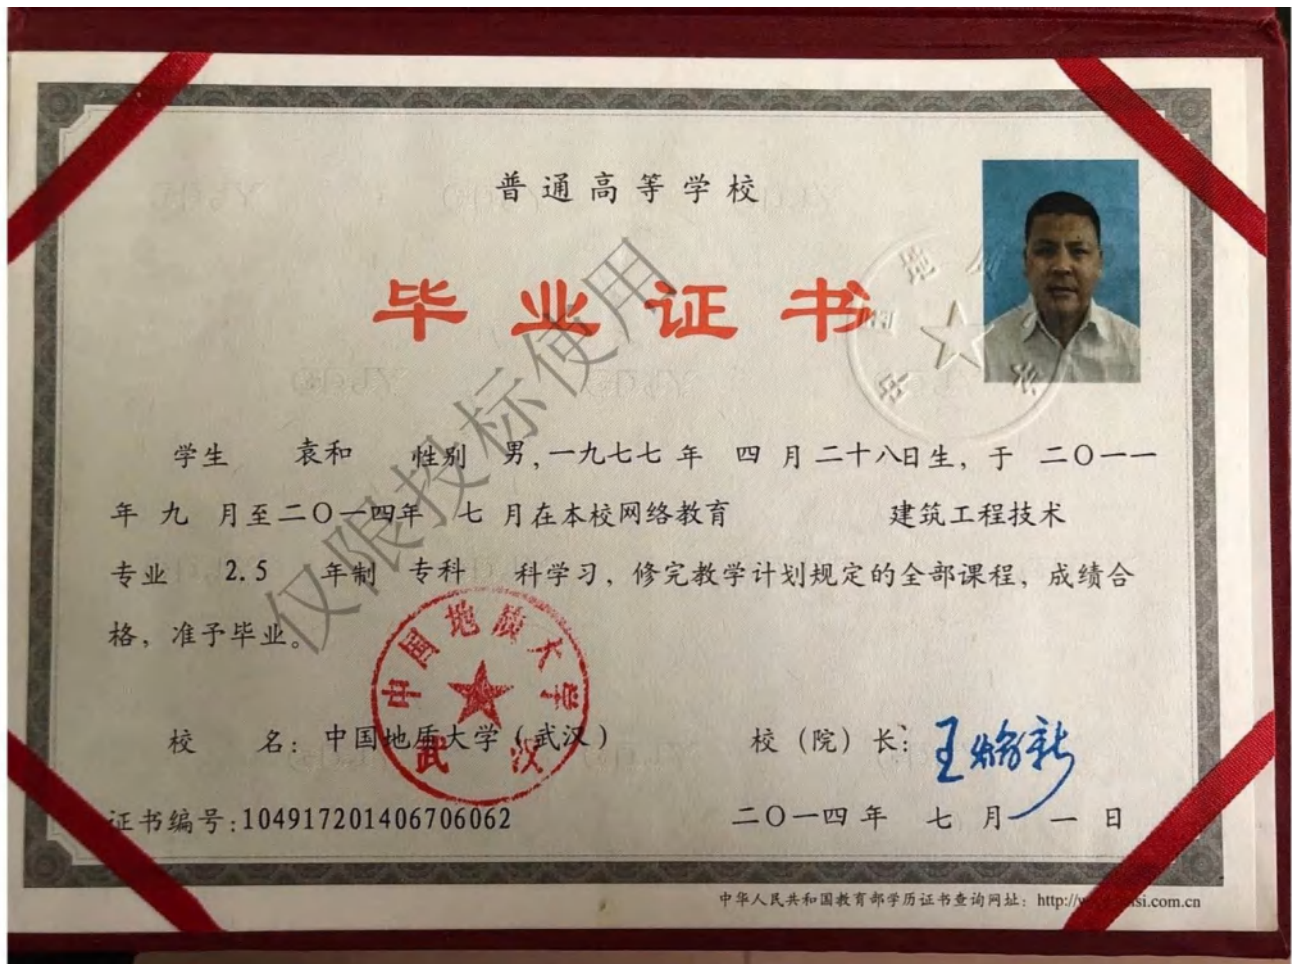 普通高等学校
毕业证书
仅限投标使用
学生 袁和 性别 男,一九七七年 四 月二十八日生,于 二〇一一
年 九 月至二〇一四年 七 月在本校网络教育 建筑工程技术
专业 2.5 年制 专科 科学习,修完教学计划规定的全部课程,成绩合
格,准予毕业。
中国地质大学
武汉
校 名:中国地质大学(武汉) 校(院)长:
证书编号:104917201406706062 二〇一四年 七 月 一 日
中华人民共和国教育部学历证书查询网址:http://w si.com.cn